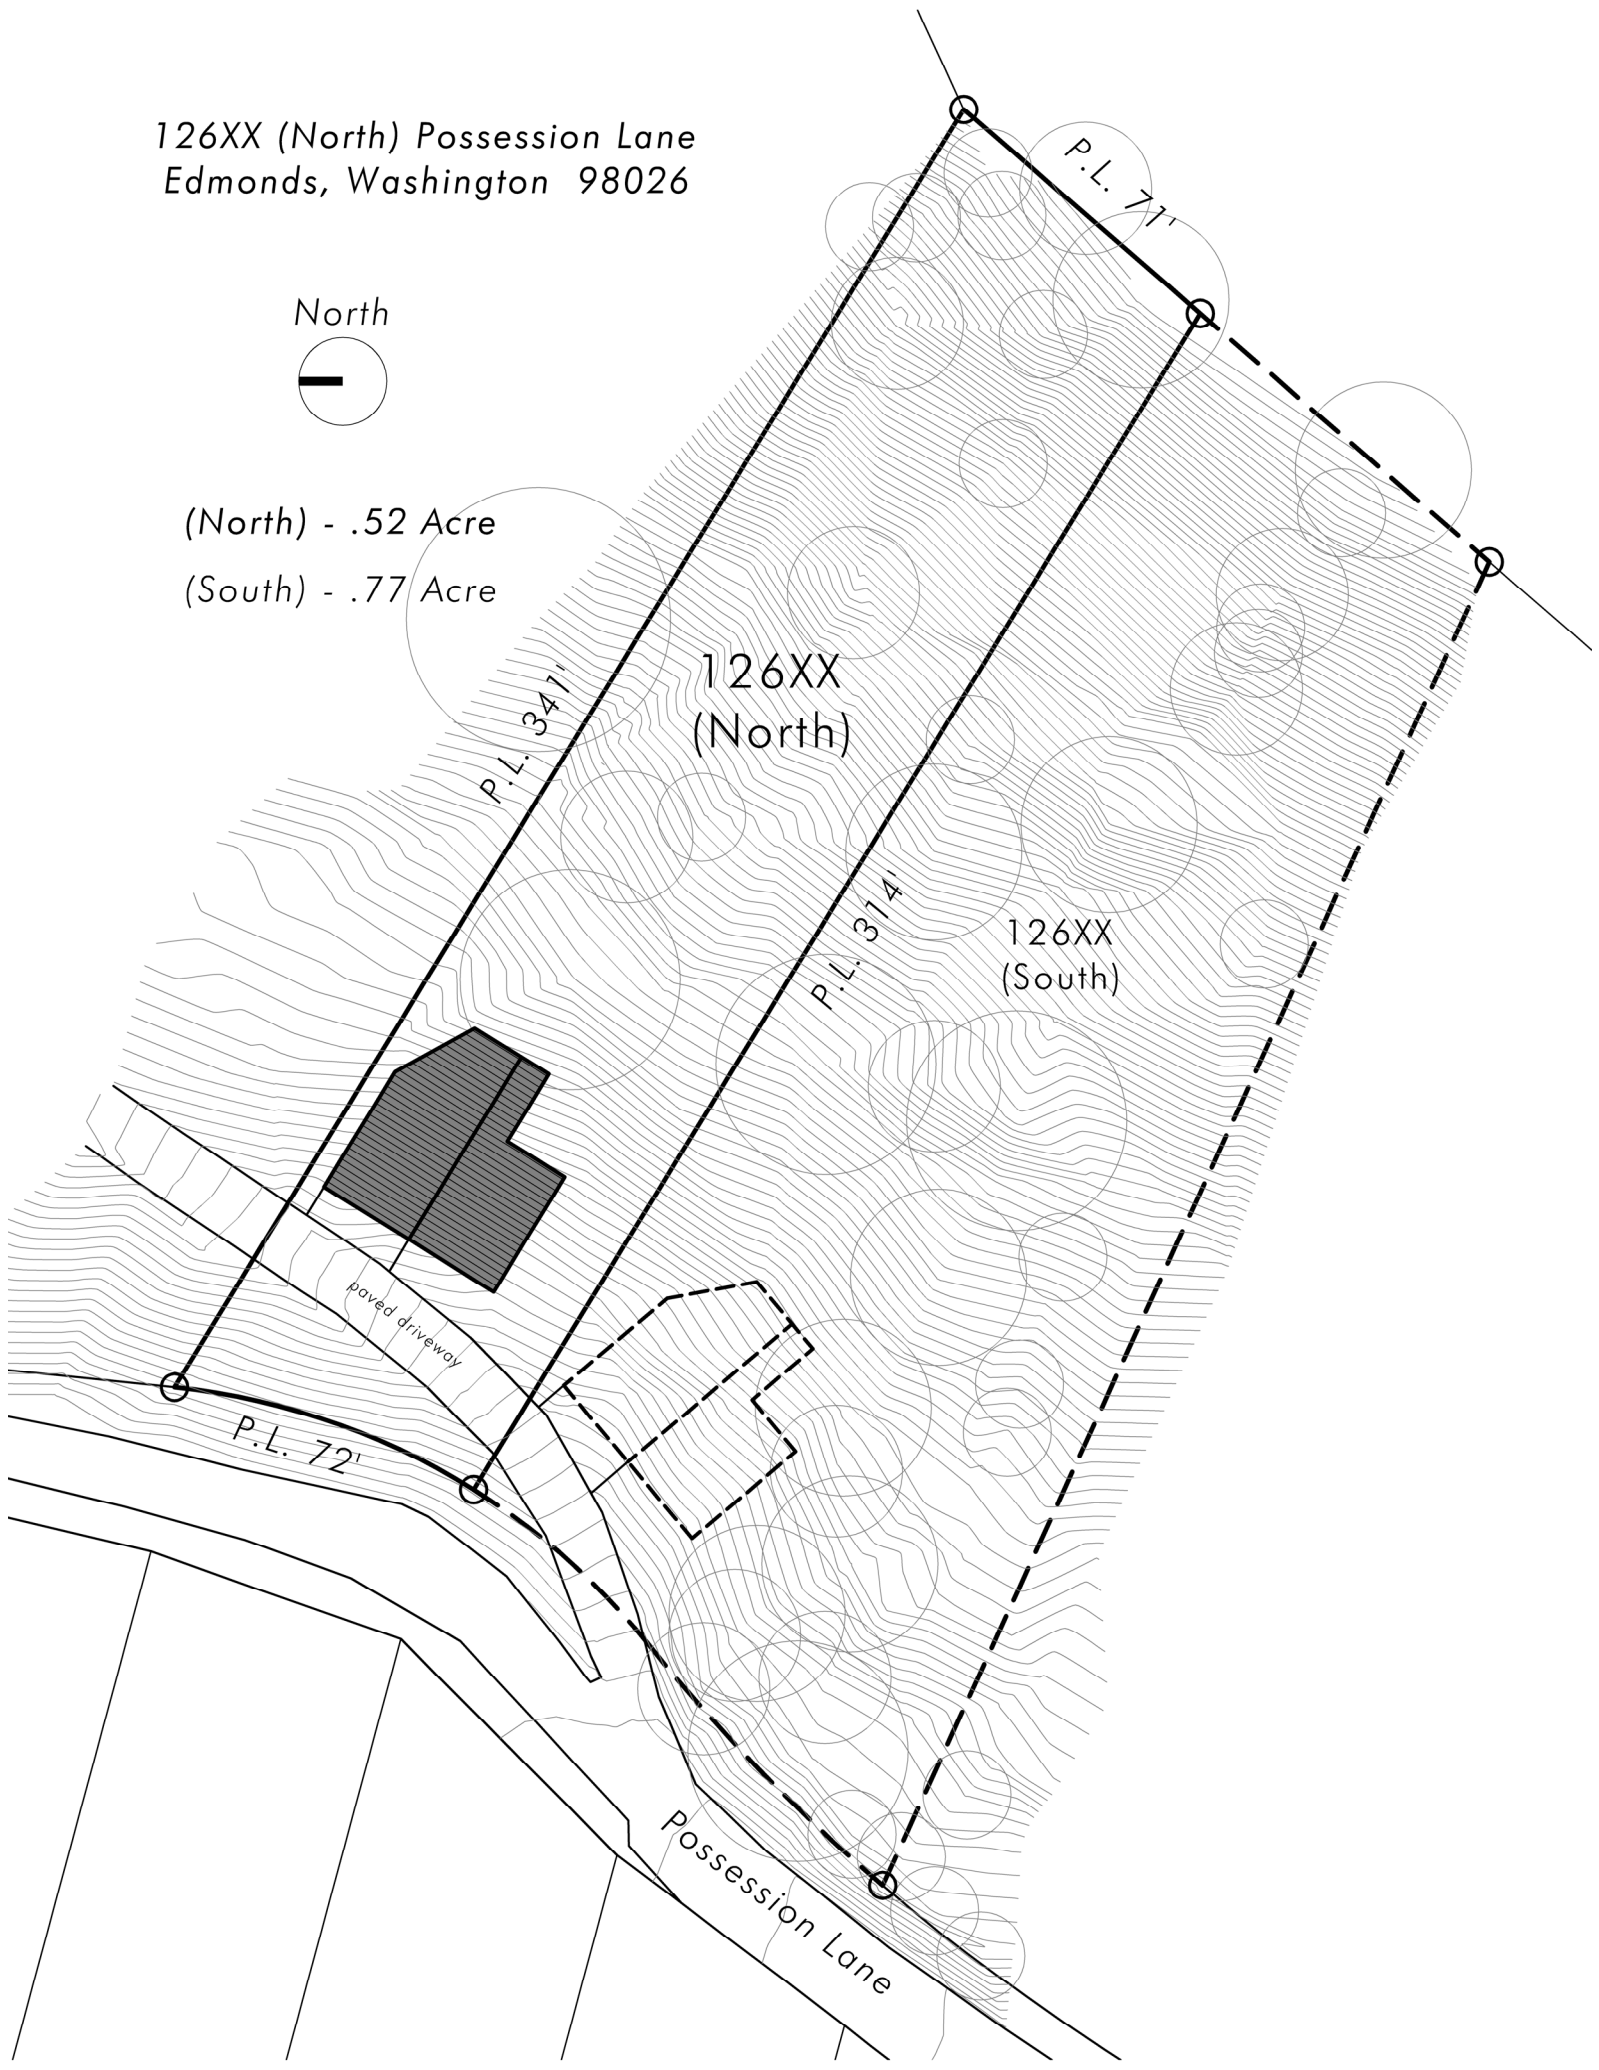 126XX (North) Possession Lane
Edmonds, Washington 98026
P.L. 71'
North
(North) - .52 Acre
(South) - .77 Acre
126XX
(North)
P.L. 341'
P.L. 314'
126XX
(South)
paved driveway
P.L. 72'
Possession Lane